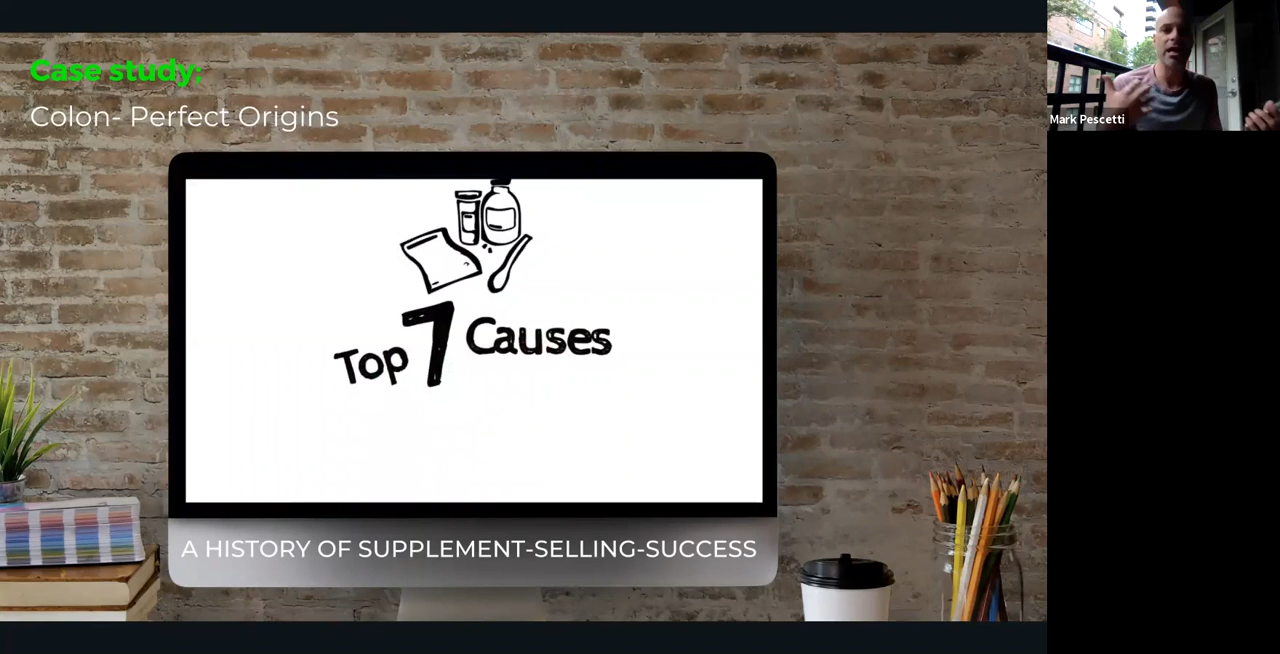 Case study;
Colon- Perfect Origins
Top 7 Causes
A HISTORY OF SUPPLEMENT-SELLING-SUCCESS
Mark Pescetti